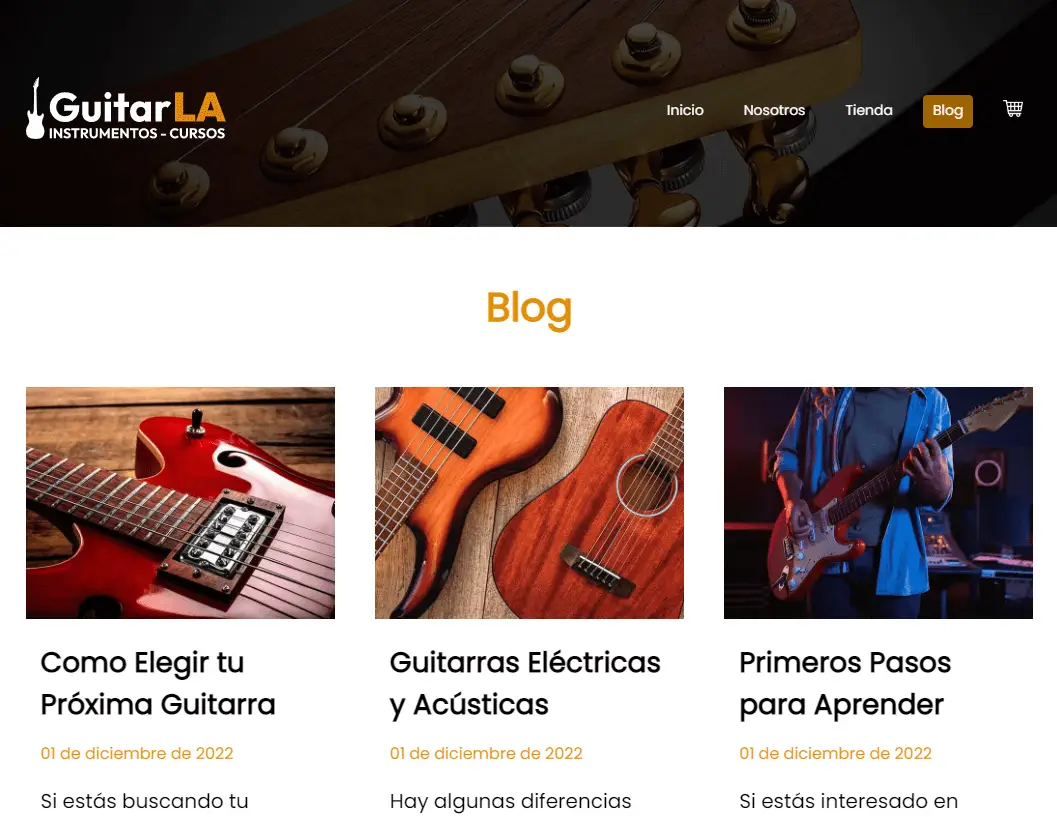 GuitarLA
INSTRUMENTOS - CURSOS
Inicio
Nosotros
Tienda
Blog
Blog
Como Elegir tu
Próxima Guitarra
01 de diciembre de 2022
Si estás buscando tu
Guitarras Eléctricas
y Acústicas
01 de diciembre de 2022
Hay algunas diferencias
Primeros Pasos
para Aprender
01 de diciembre de 2022
Si estás interesado en